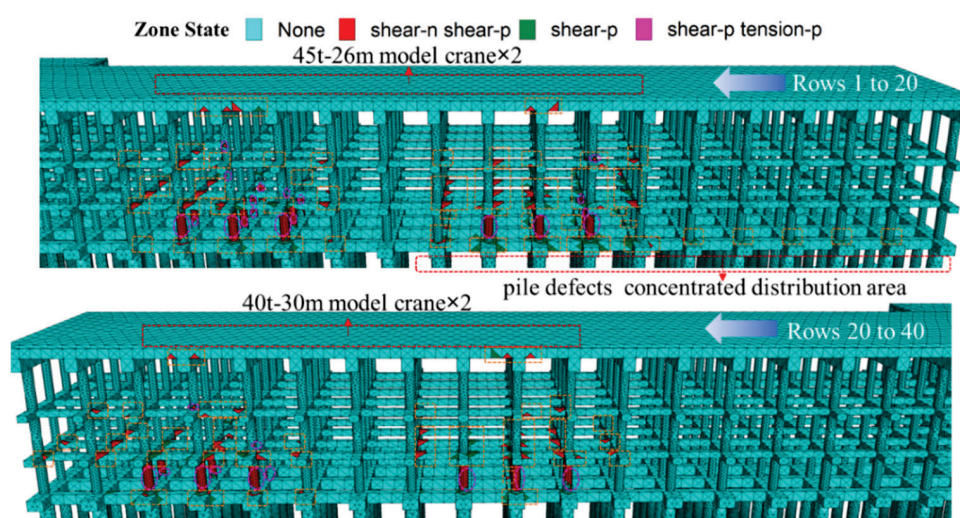 Zone State None shear-n shear-p shear-p shear-p tension-p
45t-26m model crane×2
Rows 1 to 20
pile defects concentrated distribution area
40t-30m model crane×2
Rows 20 to 40